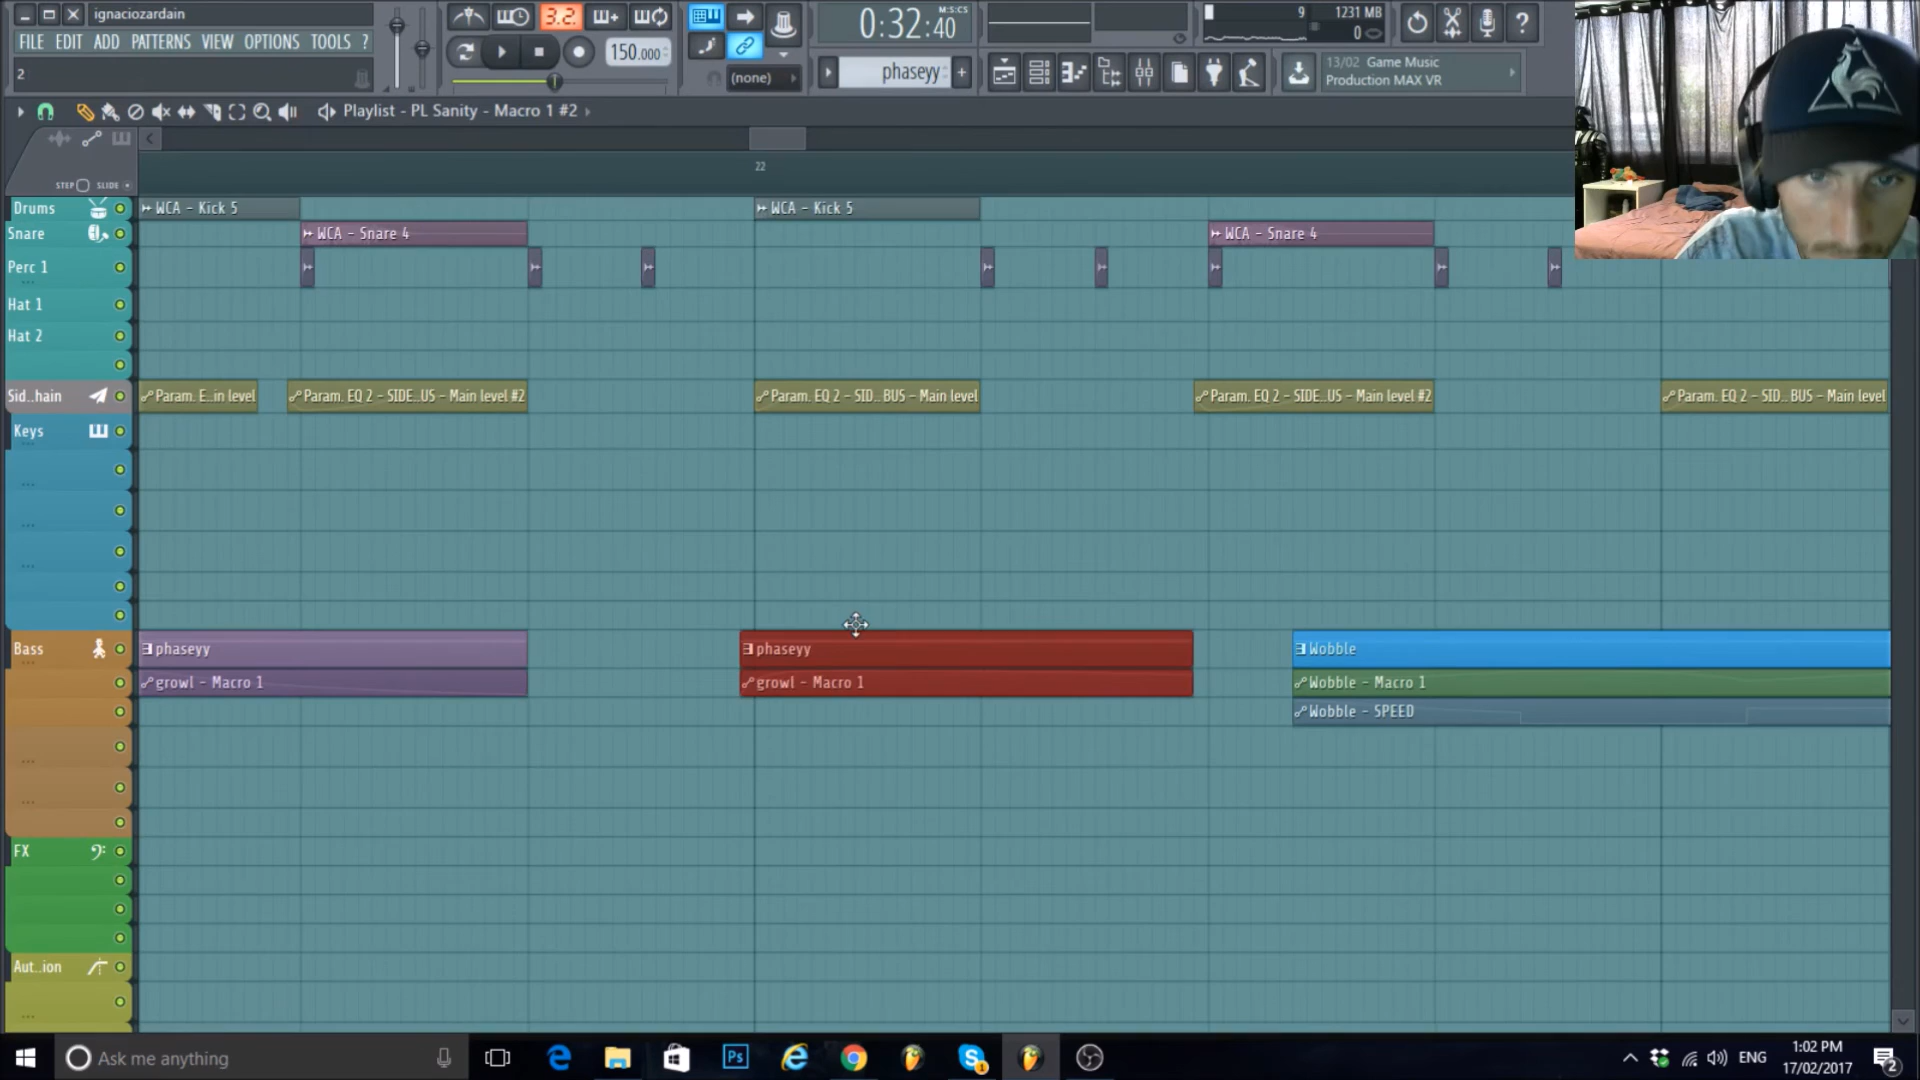 ignaciozardain
FILE EDIT ADD PATTERNS VIEW OPTIONS TOOLS ?
2
3.2
150.000
(none)
0:32:40
M:S:CS
phaseyy
9
1231 MB
0
13/02 Game Music
Production MAX VR
Playlist - PL Sanity - Macro 1 #2
STEP SLIDE
22
Drums
WCA - Kick 5
WCA - Kick 5
Snare
WCA - Snare 4
WCA - Snare 4
Perc 1
Hat 1
Hat 2
Sid..hain
Param. E..in level
Param. EQ 2 - SIDE..US - Main level #2
Param. EQ 2 - SID.. BUS - Main level
Param. EQ 2 - SIDE..US - Main level #2
Param. EQ 2 - SID.. BUS - Main level
Keys
Bass
phaseyy
phaseyy
Wobble
growl - Macro 1
growl - Macro 1
Wobble - Macro 1
Wobble - SPEED
FX
Aut..ion
Ask me anything
Ps
1
ENG
1:02 PM
17/02/2017
2